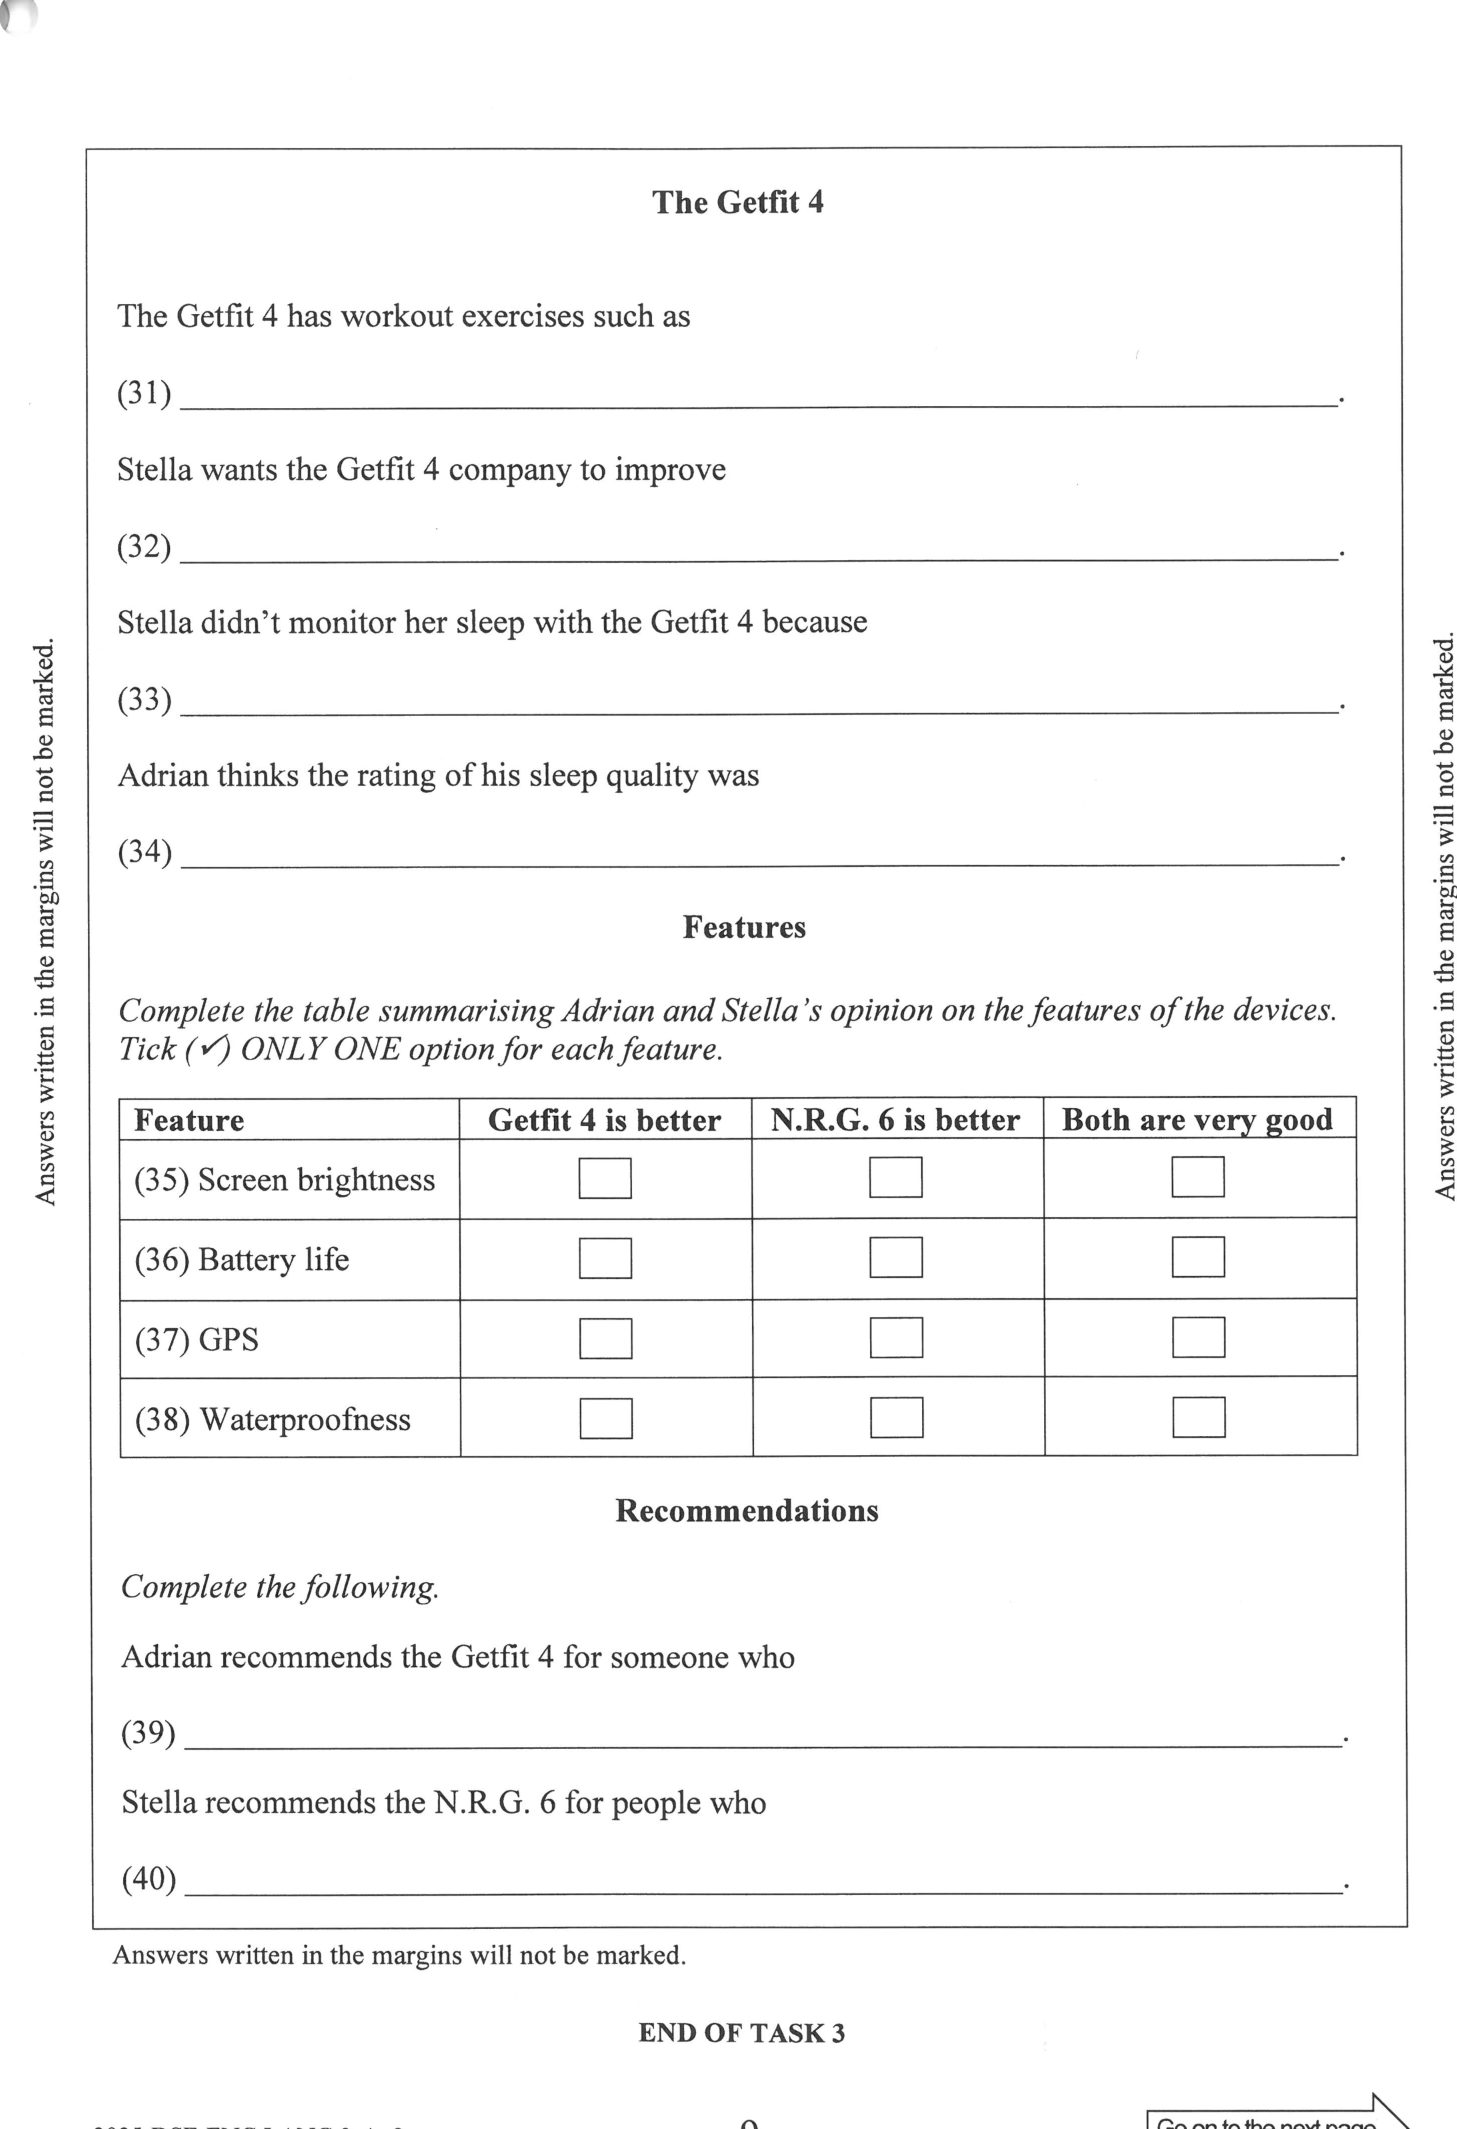 The Getfit 4
The Getfit 4 has workout exercises such as
(31) .
Stella wants the Getfit 4 company to improve
(32) .
Stella didn't monitor her sleep with the Getfit 4 because
(33) .
Adrian thinks the rating of his sleep quality was
(34) .
Features
Complete the table summarising Adrian and Stella's opinion on the features of the devices.
Tick (✓) ONLY ONE option for each feature.
Feature Getfit 4 is better N.R.G. 6 is better Both are very good
(35) Screen brightness
(36) Battery life
(37) GPS
(38) Waterproofness
Recommendations
Complete the following.
Adrian recommends the Getfit 4 for someone who
(39) .
Stella recommends the N.R.G. 6 for people who
(40) .
Answers written in the margins will not be marked.
END OF TASK 3
Go on to the next page
Answers written in the margins will not be marked.
Answers written in the margins will not be marked.